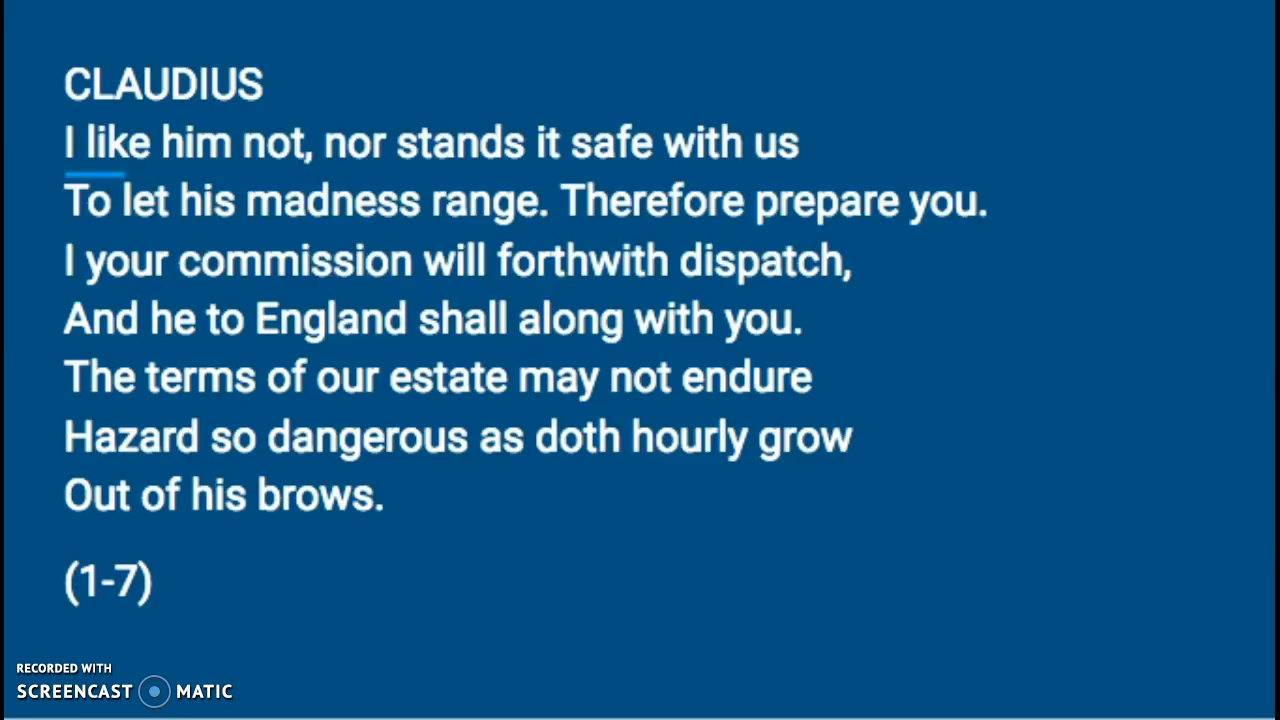 CLAUDIUS
I like him not, nor stands it safe with us
To let his madness range. Therefore prepare you.
I your commission will forthwith dispatch,
And he to England shall along with you.
The terms of our estate may not endure
Hazard so dangerous as doth hourly grow
Out of his brows.
(1-7)
RECORDED WITH
SCREENCAST MATIC